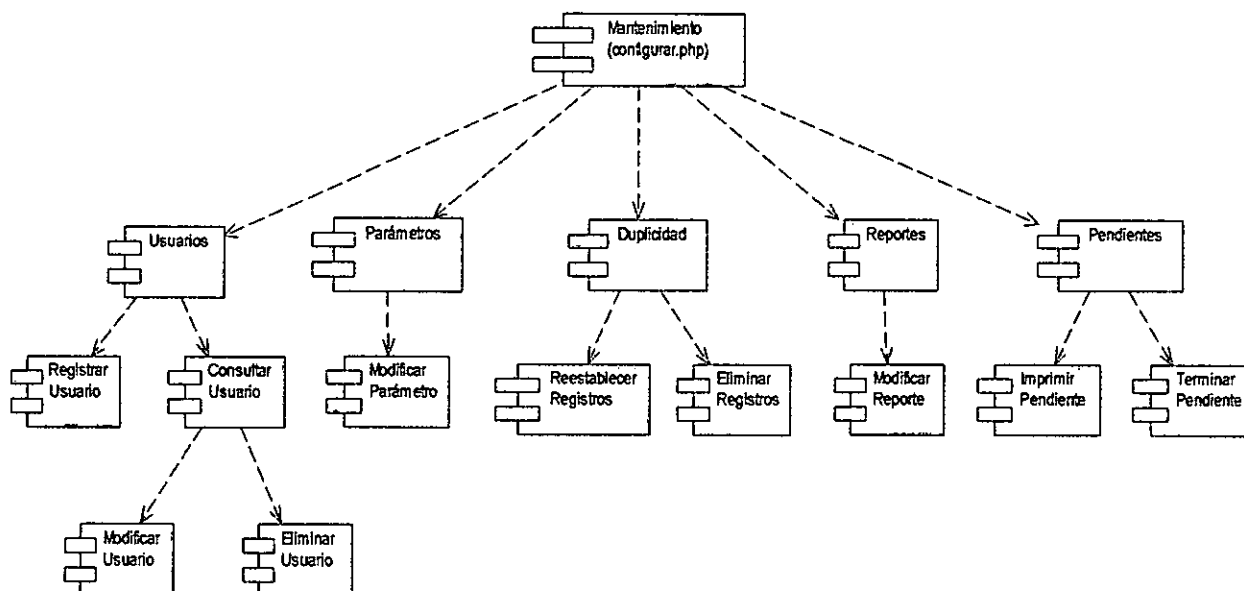 Mantenimiento
(configurar.php)
Usuarios
Parámetros
Duplicidad
Reportes
Pendientes
Registrar
Usuario
Consultar
Usuario
Modificar
Parámetro
Reestablecer
Registros
Eliminar
Registros
Modificar
Reporte
Imprimir
Pendiente
Terminar
Pendiente
Modificar
Usuario
Eliminar
Usuario